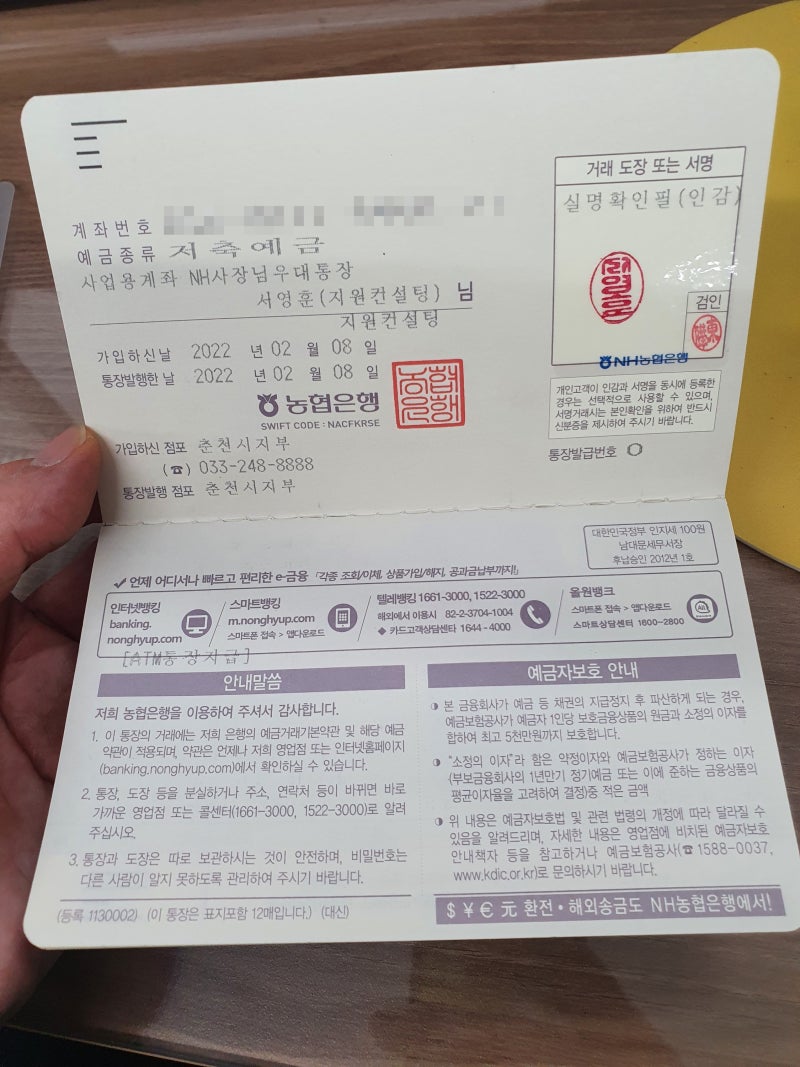 계좌번호
예금종류 저축예금
사업용계좌 NH사장님우대통장
서영훈(지원컨설팅) 님
지원컨설팅
가입하신날 2022 년 02 월 08 일
통장발행한 날 2022 년 02 월 08 일
농협은행
SWIFT CODE : NACFKRSE
가입하신 점포 춘천시지부
(☎) 033-248-8888
통장발행 점포 춘천시지부
거래 도장 또는 서명
실명확인필(인감)
검인
NH농협은행
개인고객이 인감과 서명을 동시에 등록한
경우는 선택적으로 사용할 수 있으며,
서명거래시는 본인확인을 위하여 반드시
신분증을 제시하여 주시기 바랍니다.
통장발급번호 0
대한민국정부 인지세 100원
남대문세무서장
후납승인 2012년 1호
✓ 언제 어디서나 빠르고 편리한 e-금융 「각종 조회/이체, 상품가입/해지, 공과금납부까지!」
인터넷뱅킹
banking.
nonghyup.com
스마트뱅킹
m.nonghyup.com
스마트폰 접속 > 앱다운로드
텔레뱅킹 1661-3000, 1522-3000
해외에서 이용시 82-2-3704-1004
◆ 카드고객상담센타 1644-4000
올원뱅크
스마트폰 접속 > 앱다운로드
스마트상담센터 1600~2800
[ATM통장지급]
안내말씀
저희 농협은행을 이용하여 주셔서 감사합니다.
1. 이 통장의 거래에는 저희 은행의 예금거래기본약관 및 해당 예금
약관이 적용되며, 약관은 언제나 저희 영업점 또는 인터넷홈페이지
(banking.nonghyup.com)에서 확인하실 수 있습니다.
2. 통장, 도장 등을 분실하거나 주소, 연락처 등이 바뀌면 바로
가까운 영업점 또는 콜센터(1661-3000, 1522-3000)로 알려
주십시오.
3. 통장과 도장은 따로 보관하시는 것이 안전하며, 비밀번호는
다른 사람이 알지 못하도록 관리하여 주시기 바랍니다.
(등록 1130002) (이 통장은 표지포함 12매입니다.) (대신)
예금자보호 안내
본 금융회사가 예금 등 채권의 지급정지 후 파산하게 되는 경우,
예금보험공사가 예금자 1인당 보호금융상품의 원금과 소정의 이자를
합하여 최고 5천만원까지 보호합니다.
"소정의 이자"라 함은 약정이자와 예금보험공사가 정하는 이자
(부보금융회사의 1년만기 정기예금 또는 이에 준하는 금융상품의
평균이자율을 고려하여 결정)중 적은 금액
위 내용은 예금자보호법 및 관련 법령의 개정에 따라 달라질 수
있음을 알려드리며, 자세한 내용은 영업점에 비치된 예금자보호
안내책자 등을 참고하거나 예금보험공사(☎1588-0037,
www.kdic.or.kr)로 문의하시기 바랍니다.
$ ¥ € 元 환전 • 해외송금도 NH농협은행에서!